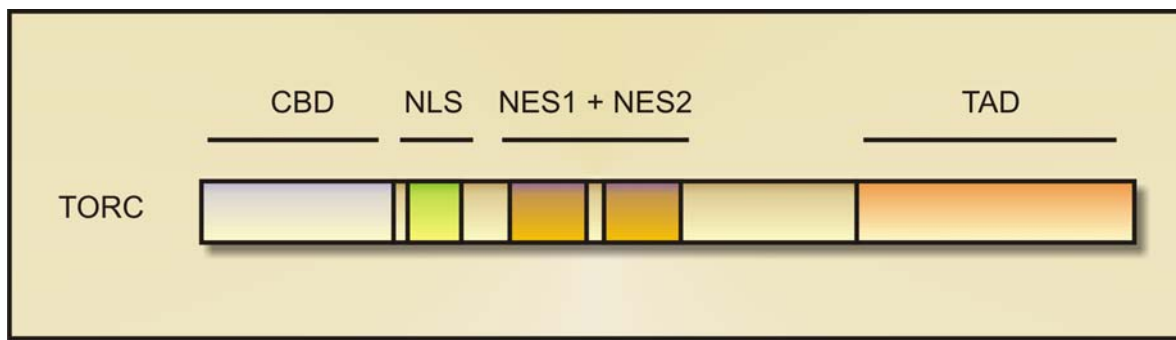 CBD NLS NES1 + NES2 TAD
TORC